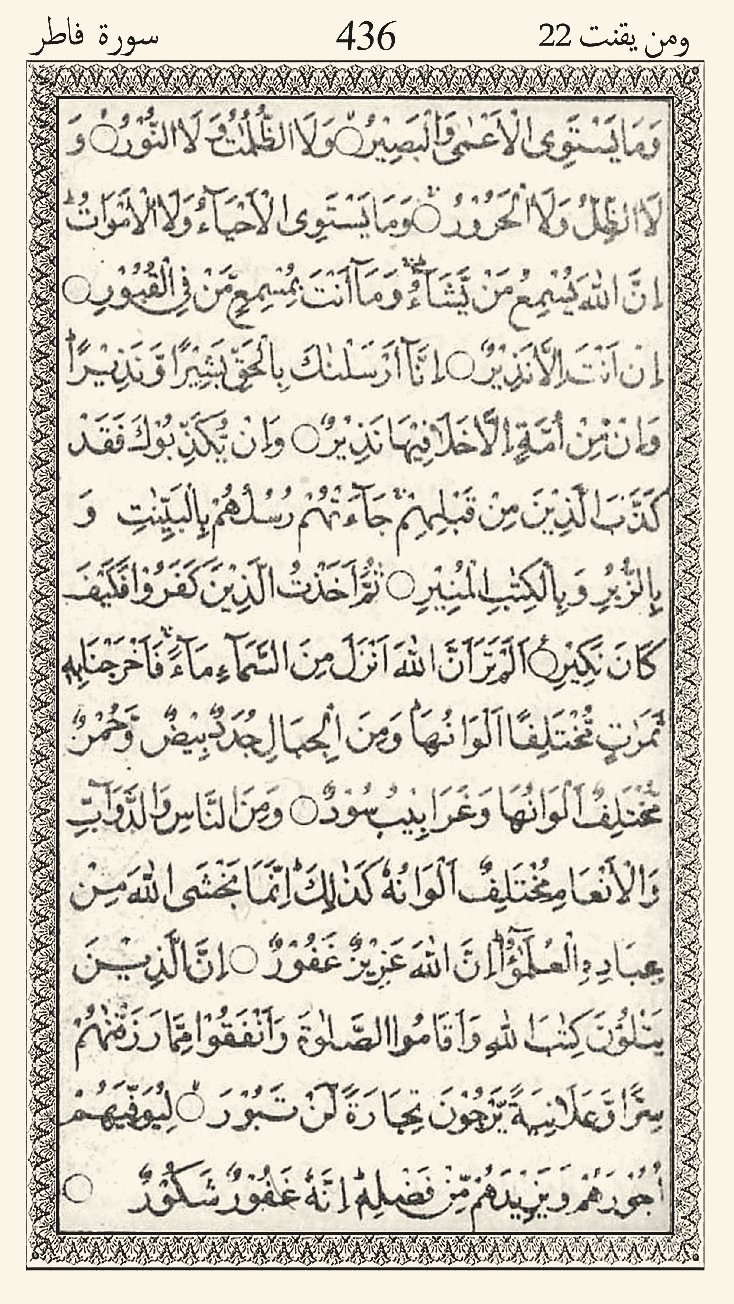 ومن يقنت 22 436 سورة فاطر
وَمَا يَسْتَوِى الْاَعْمٰى وَالْبَصِيْرُ ۙ وَلَا الظُّلُمٰتُ وَلَا النُّوْرُ ۙ وَ
لَا الظِّلُّ وَلَا الْحَرُوْرُ ۚ وَمَا يَسْتَوِى الْاَحْيَآءُ وَلَا الْاَمْوَاتُ ؕ
اِنَّ اللّٰهَ يُسْمِعُ مَنْ يَّشَآءُ ۚ وَمَآ اَنْتَ بِمُسْمِعٍ مَّنْ فِى الْقُبُوْرِ ○
اِنْ اَنْتَ اِلَّا نَذِيْرٌ ○ اِنَّآ اَرْسَلْنٰكَ بِالْحَقِّ بَشِيْرًا وَّنَذِيْرًا ؕ
وَاِنْ مِّنْ اُمَّةٍ اِلَّا خَلَا فِيْهَا نَذِيْرٌ ○ وَاِنْ يُّكَذِّبُوْكَ فَقَدْ
كَذَّبَ الَّذِيْنَ مِنْ قَبْلِهِمْ ۚ جَآءَتْهُمْ رُسُلُهُمْ بِالْبَيِّنٰتِ وَ
بِالزُّبُرِ وَبِالْكِتٰبِ الْمُنِيْرِ ○ ثُمَّ اَخَذْتُ الَّذِيْنَ كَفَرُوْا فَكَيْفَ
كَانَ نَكِيْرِ ○ اَلَمْ تَرَ اَنَّ اللّٰهَ اَنْزَلَ مِنَ السَّمَآءِ مَآءً ۚ فَاَخْرَجْنَا بِهٖ
ثَمَرٰتٍ مُّخْتَلِفًا اَلْوَانُهَا ؕ وَمِنَ الْجِبَالِ جُدَدٌۢ بِيْضٌ وَّحُمْرٌ
مُّخْتَلِفٌ اَلْوَانُهَا وَغَرَابِيْبُ سُوْدٌ ○ وَمِنَ النَّاسِ وَالدَّوَآبِّ
وَالْاَنْعَامِ مُخْتَلِفٌ اَلْوَانُهٗ كَذٰلِكَ ؕ اِنَّمَا يَخْشَى اللّٰهَ مِنْ
عِبَادِهِ الْعُلَمٰٓؤُا ؕ اِنَّ اللّٰهَ عَزِيْزٌ غَفُوْرٌ ○ اِنَّ الَّذِيْنَ
يَتْلُوْنَ كِتٰبَ اللّٰهِ وَاَقَامُوا الصَّلٰوةَ وَاَنْفَقُوْا مِمَّا رَزَقْنٰهُمْ
سِرًّا وَّعَلَانِيَةً يَّرْجُوْنَ تِجَارَةً لَّنْ تَبُوْرَ ۙ لِيُوَفِّيَهُمْ
اُجُوْرَهُمْ وَيَزِيْدَهُمْ مِّنْ فَضْلِهٖ ؕ اِنَّهٗ غَفُوْرٌ شَكُوْرٌ ○